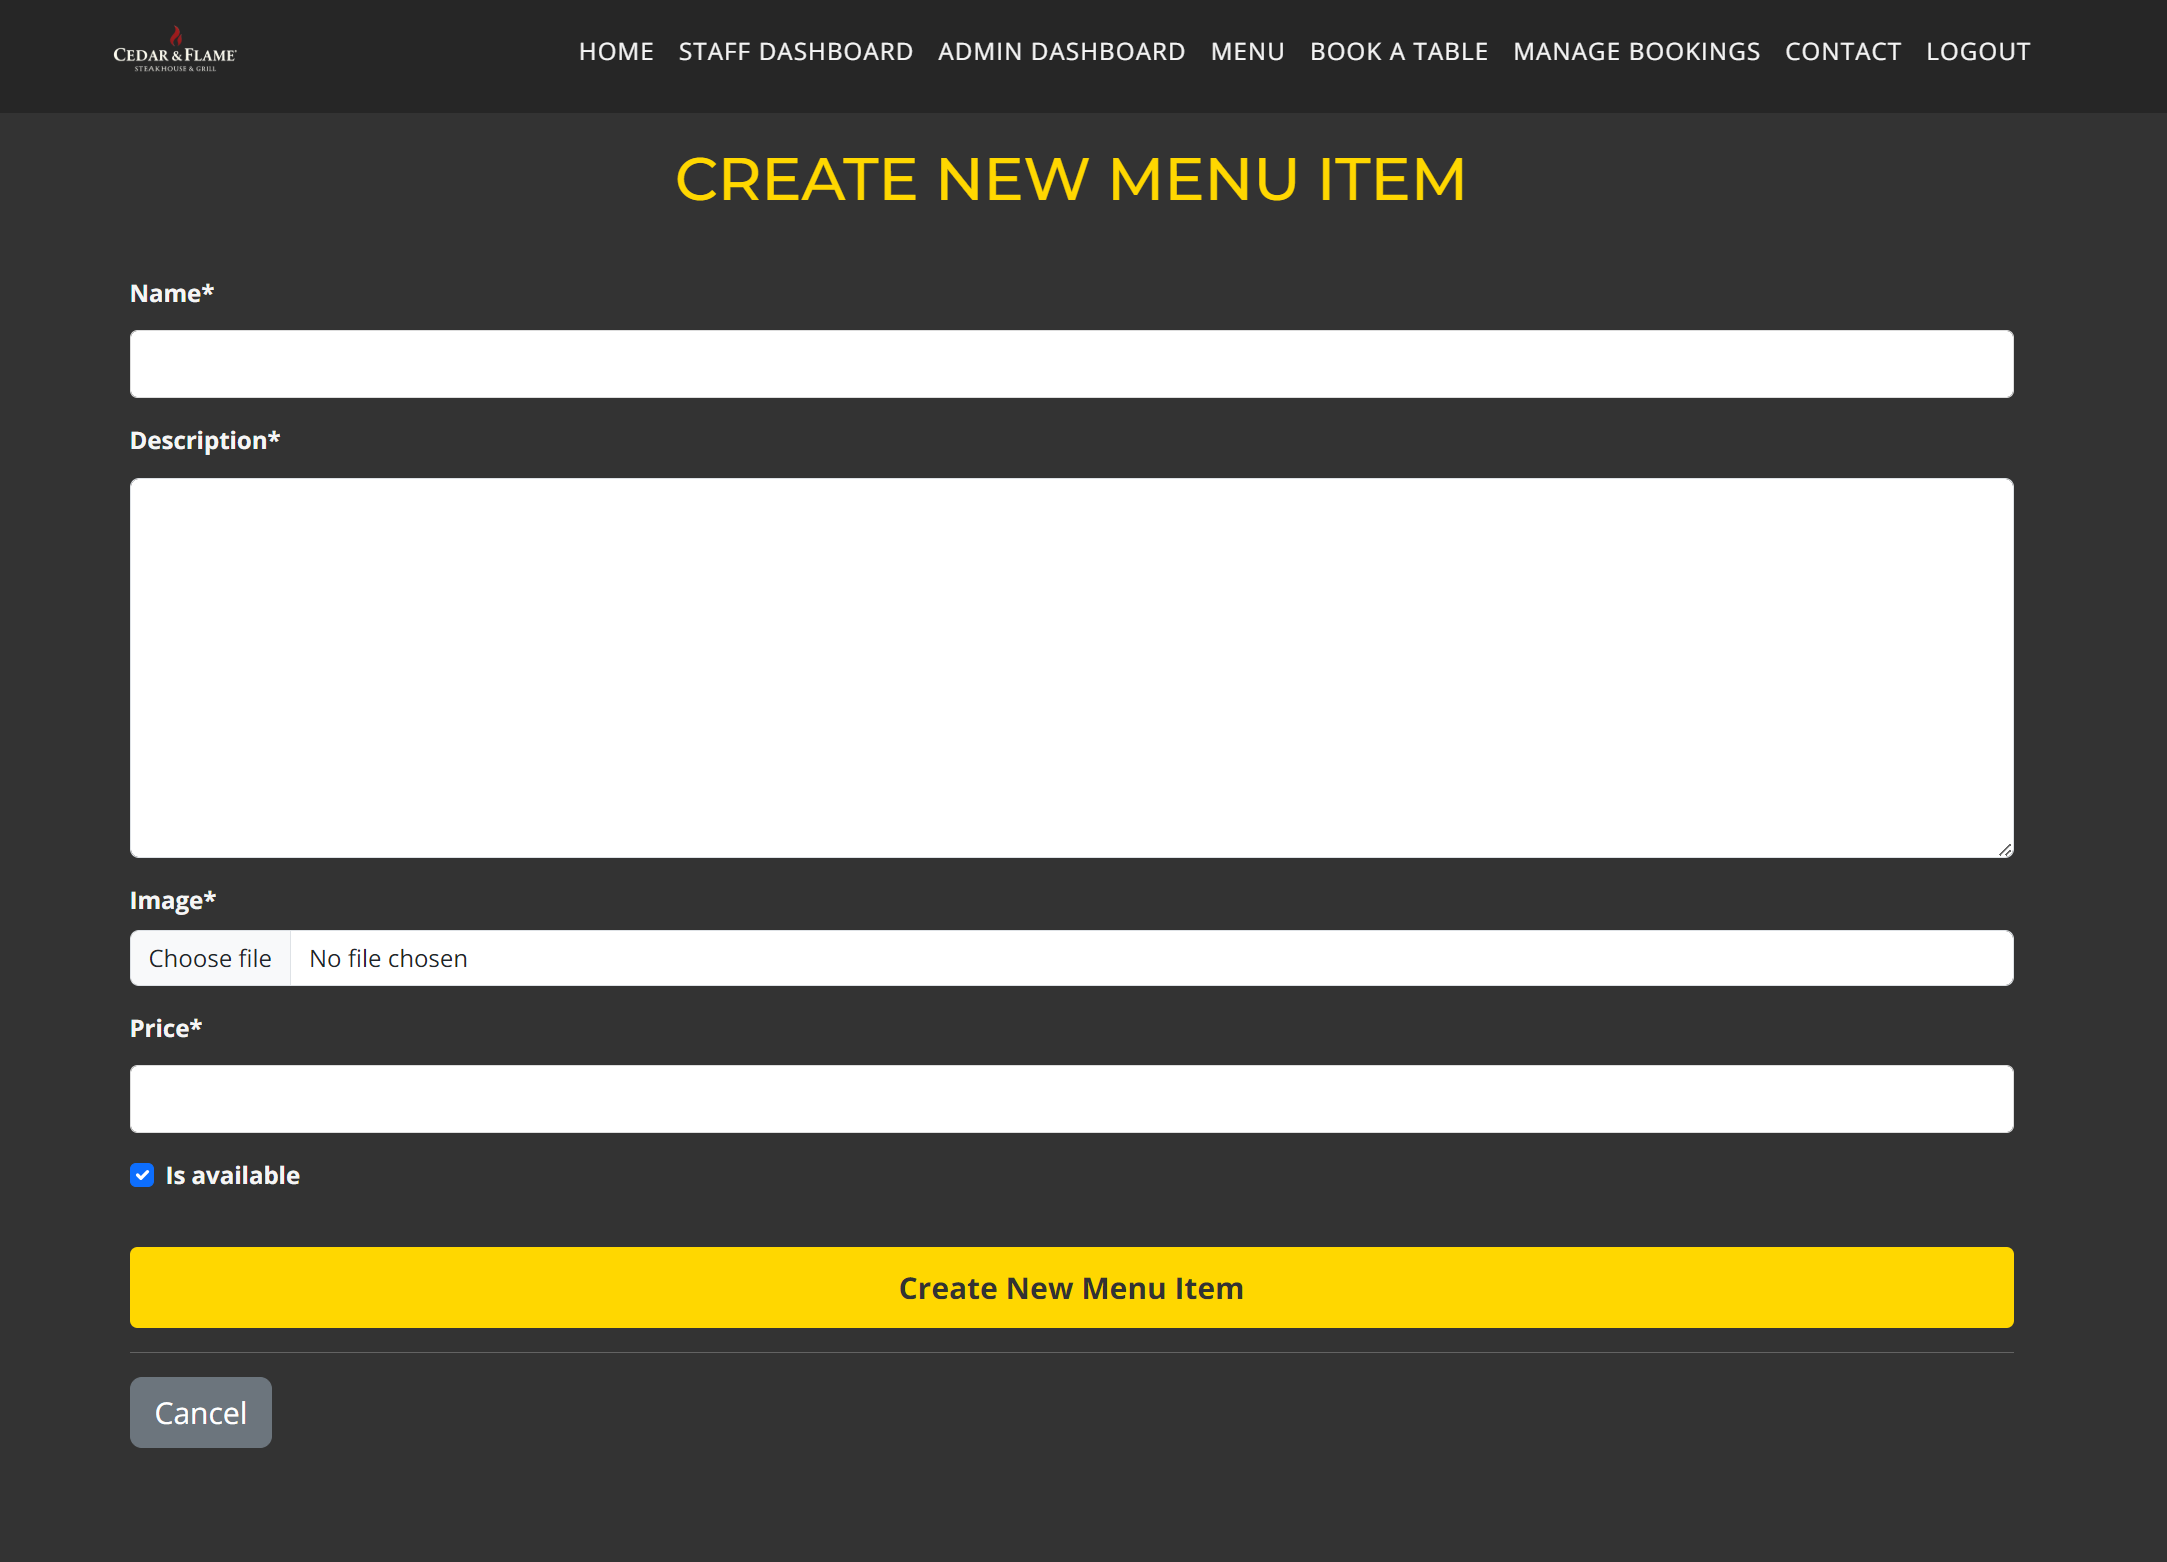 CEDAR & FLAME
STEAKHOUSE & GRILL
HOME STAFF DASHBOARD ADMIN DASHBOARD MENU BOOK A TABLE MANAGE BOOKINGS CONTACT LOGOUT
CREATE NEW MENU ITEM
Name*
Description*
Image*
Choose file No file chosen
Price*
Is available
Create New Menu Item
Cancel